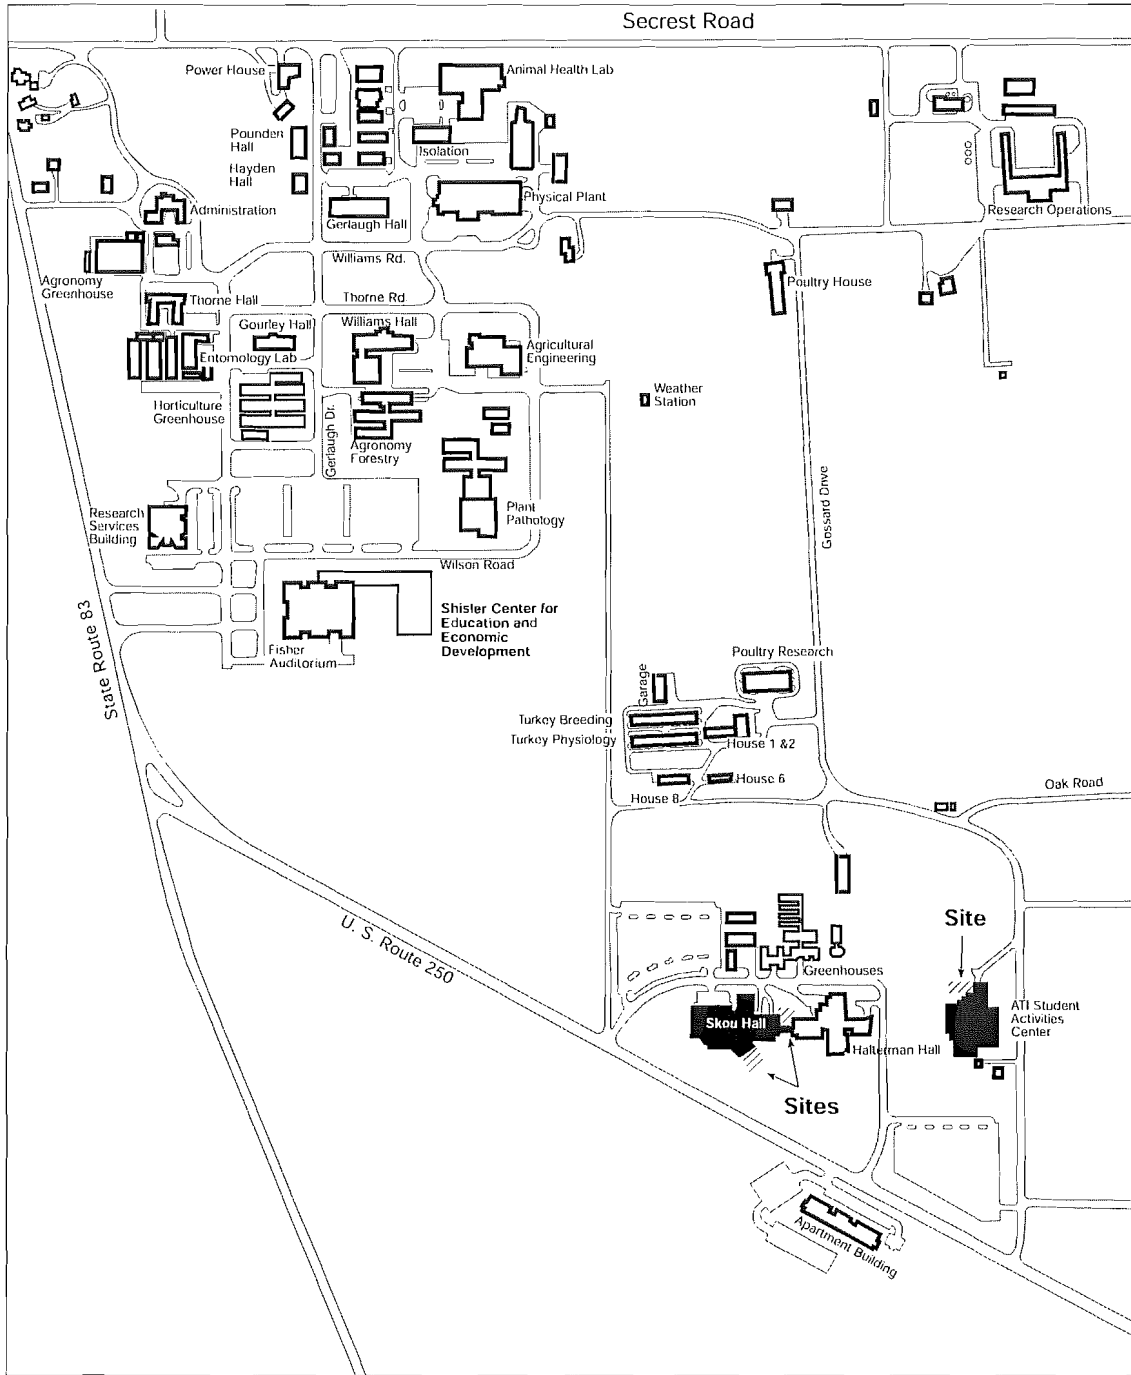 Secrest Road
Power House
Animal Health Lab
Pounden
Hall
Isolation
Hayden
Hall
Physical Plant
Administration
Gerlaugh Hall
Research Operations
Williams Rd.
Agronomy
Greenhouse
Poultry House
Thorne Hall
Thorne Rd.
Gourley Hall
Williams Hall
Agricultural
Engineering
Entomology Lab
Weather
Station
Horticulture
Greenhouse
Gerlaugh Dr.
Agronomy
Forestry
Gossard Drive
Research
Services
Building
Plant
Pathology
Wilson Road
State Route 83
Shisler Center for
Education and
Economic
Development
Fisher
Auditorium
Poultry Research
Garage
Turkey Breeding
Turkey Physiology
House 1 &2
House 6
House 8
Oak Road
U. S. Route 250
Site
Greenhouses
ATI Student
Activities
Center
Skou Hall
Halterman Hall
Sites
Apartment Building